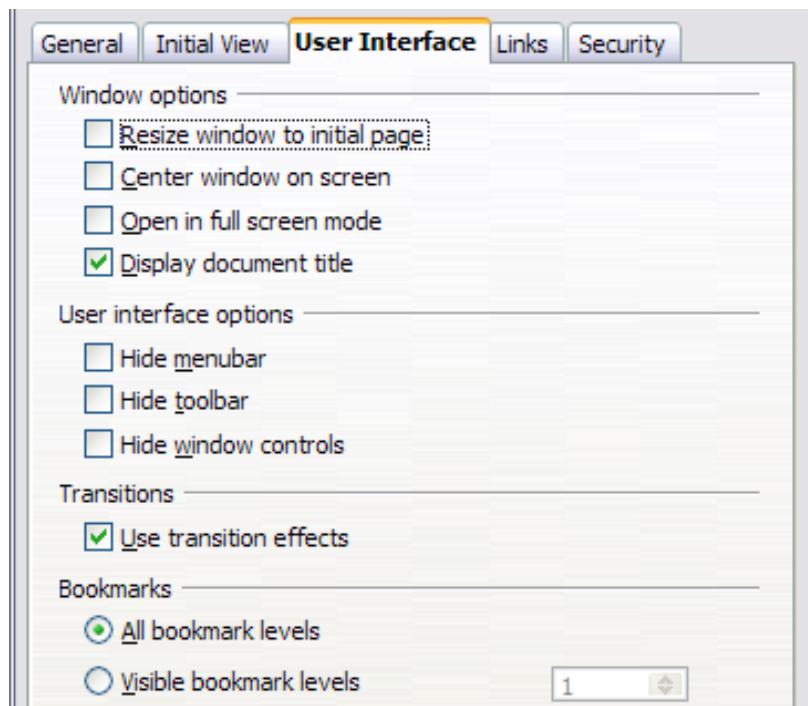 General Initial View User Interface Links Security
Window options
Resize window to initial page
Center window on screen
Open in full screen mode
Display document title
User interface options
Hide menubar
Hide toolbar
Hide window controls
Transitions
Use transition effects
Bookmarks
All bookmark levels
Visible bookmark levels 1